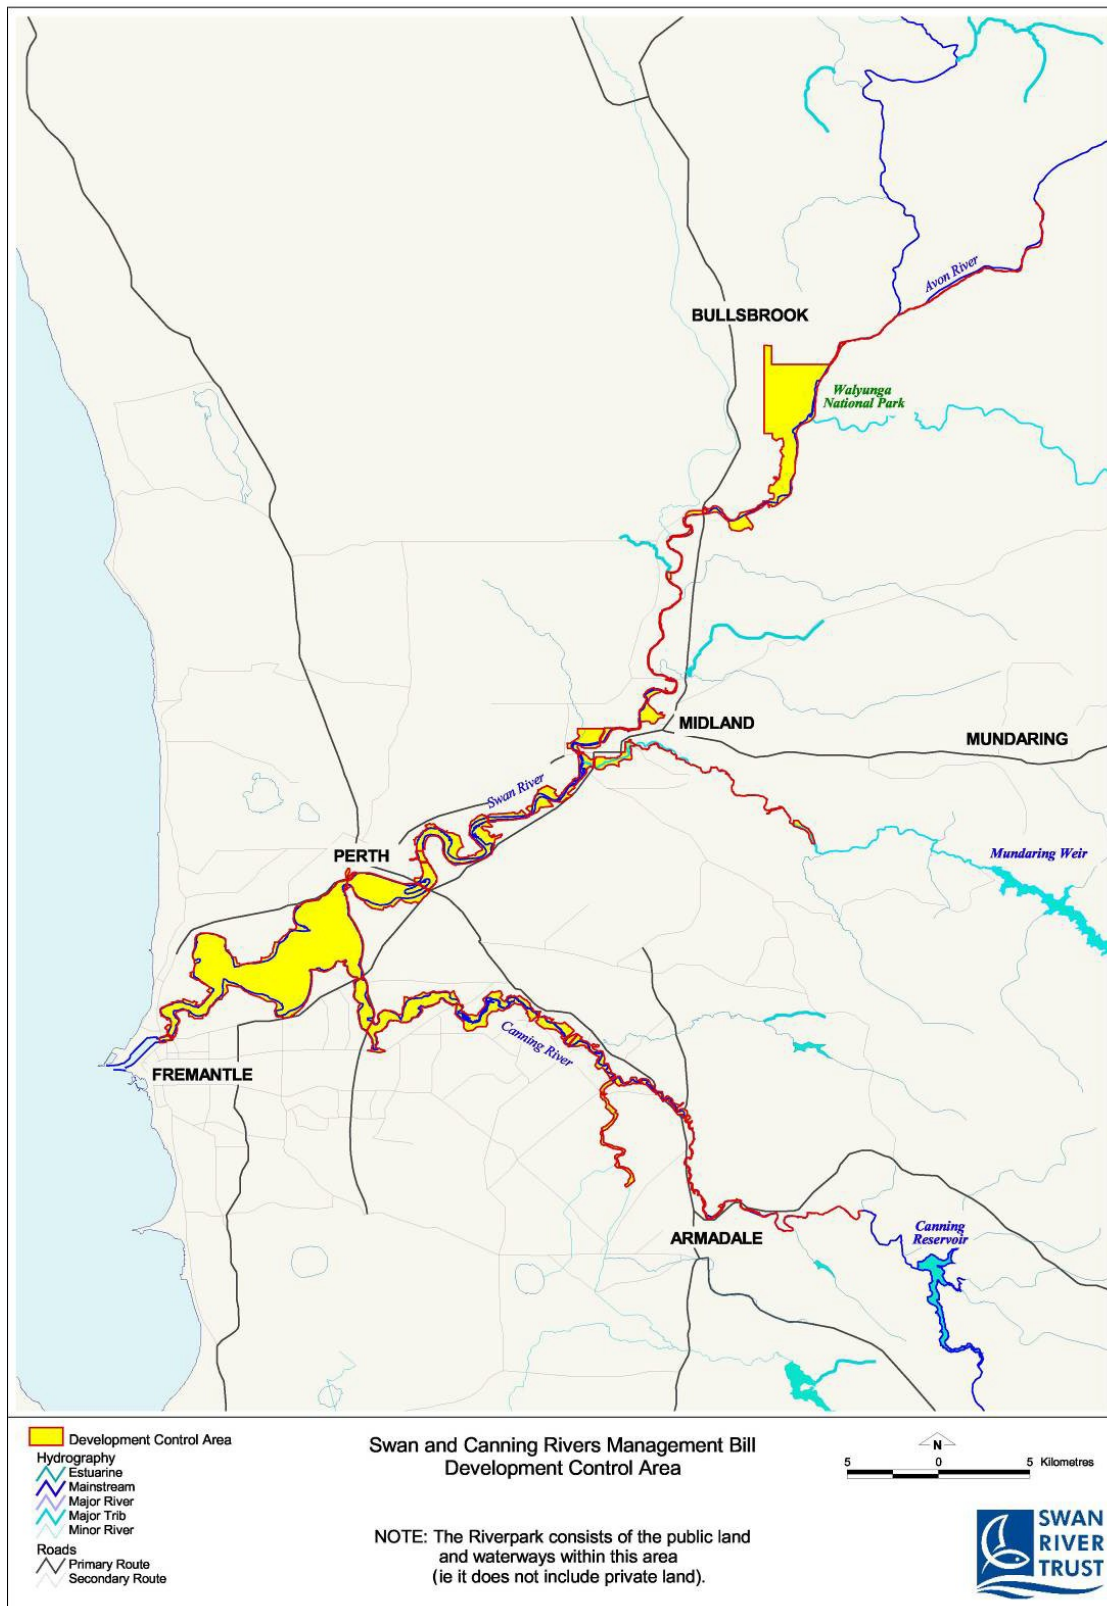 Avon River
BULLSBROOK
Walyunga
National Park
MIDLAND
MUNDARING
Swan River
PERTH
Mundaring Weir
Canning River
FREMANTLE
Canning
Reservoir
ARMADALE
Development Control Area
Hydrography
Estuarine
Mainstream
Major River
Major Trib
Minor River
Roads
Primary Route
Secondary Route
Swan and Canning Rivers Management Bill
Development Control Area
NOTE: The Riverpark consists of the public land
and waterways within this area
(ie it does not include private land).
N
5 0 5 Kilometres
SWAN
RIVER
TRUST